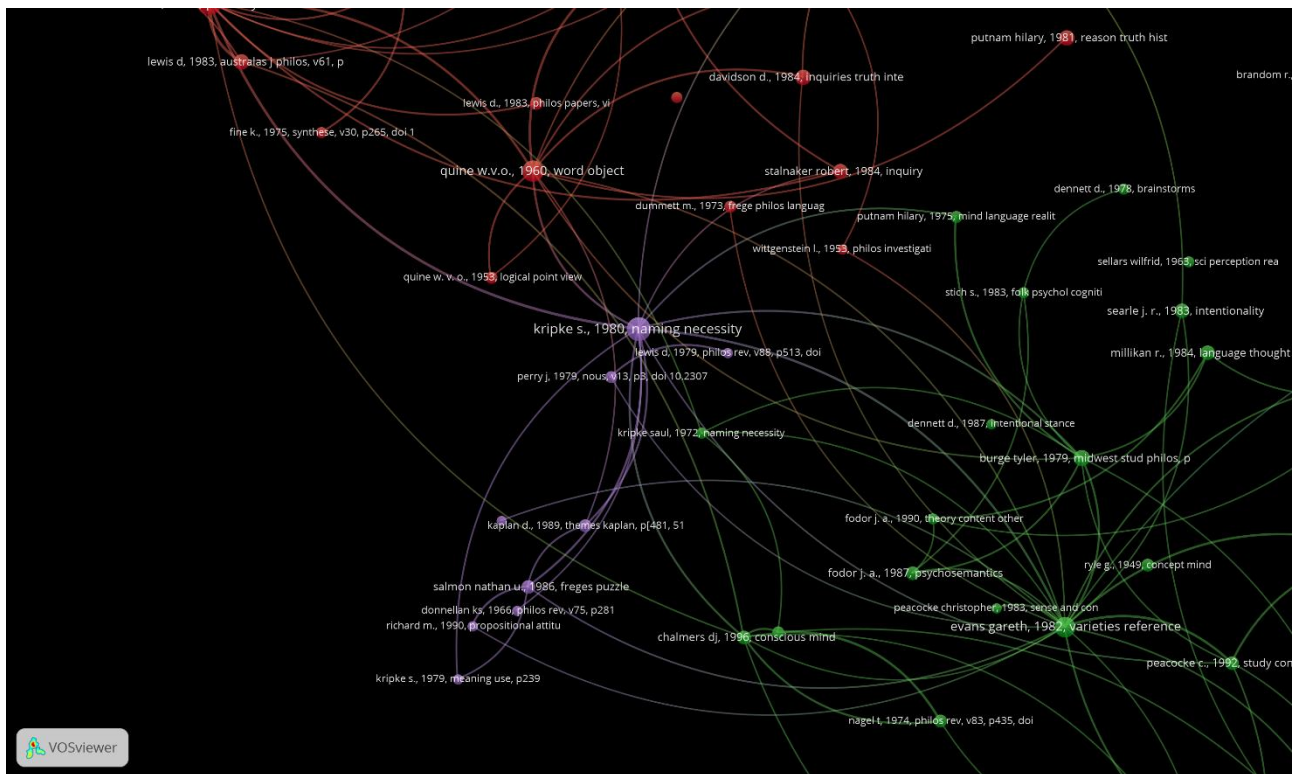 putnam hilary, 1981, reason truth hist
lewis d, 1983, australas j philos, v61, p
davidson d., 1984, inquiries truth inte
brandom r.,
lewis d., 1983, philos papers, vi
fine k., 1975, synthese, v30, p265, doi 1
quine w.v.o., 1960, word object
stalnaker robert, 1984, inquiry
dennett d., 1978, brainstorms
dummett m., 1973, frege philos languag
putnam hilary, 1975, mind language realit
wittgenstein l., 1953, philos investigati
sellars wilfrid, 1963, sci perception rea
quine w. v. o., 1953, logical point view
stich s., 1983, folk psychol cogniti
searle j. r., 1983, intentionality
kripke s., 1980, naming necessity
lewis d, 1979, philos rev, v88, p513, doi
millikan r., 1984, language thought
perry j, 1979, nous, v13, p3, doi 10.2307
dennett d., 1987, intentional stance
kripke saul, 1972, naming necessity
burge tyler, 1979, midwest stud philos, p
fodor j. a., 1990, theory content other
kaplan d., 1989, themes kaplan, p[481, 51
ryle g., 1949, concept mind
fodor j. a., 1987, psychosemantics
salmon nathan u., 1986, freges puzzle
peacocke christopher, 1983, sense and con
donnellan ks, 1966, philos rev, v75, p281
richard m., 1990, propositional attitu
evans gareth, 1982, varieties reference
chalmers dj, 1996, conscious mind
peacocke c., 1992, study con
kripke s., 1979, meaning use, p239
nagel t, 1974, philos rev, v83, p435, doi
VOSviewer